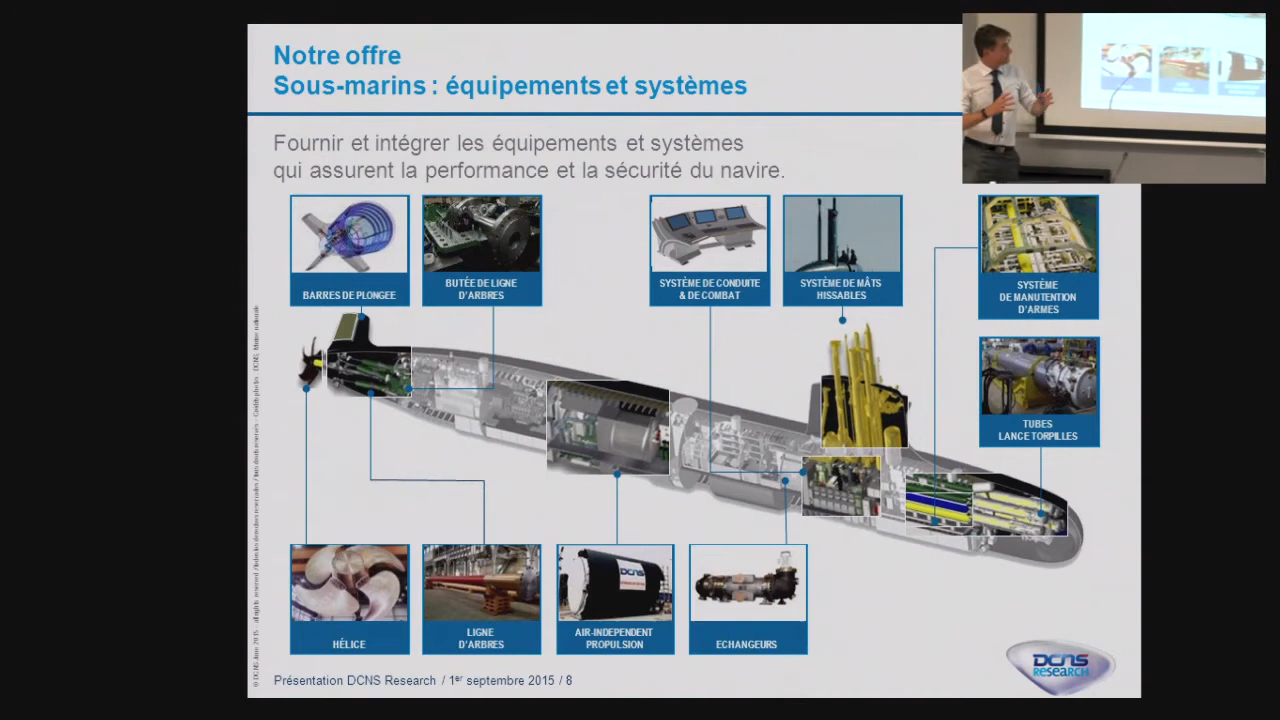 Notre offre
Sous-marins : équipements et systèmes
Fournir et intégrer les équipements et systèmes
qui assurent la performance et la sécurité du navire.
BARRES DE PLONGEE
BUTÉE DE LIGNE
D'ARBRES
SYSTÈME DE CONDUITE
& DE COMBAT
SYSTÈME DE MÂTS
HISSABLES
SYSTÈME
DE MANUTENTION
D'ARMES
TUBES
LANCE TORPILLES
HÉLICE
LIGNE
D'ARBRES
DCNS
AIR-INDEPENDENT
PROPULSION
ECHANGEURS
Présentation DCNS Research / 1er septembre 2015 / 8
DCNS
RESEARCH